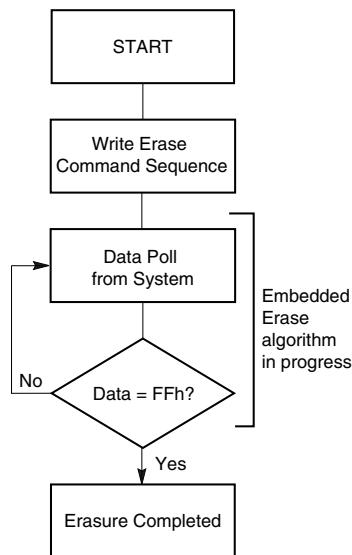 START
Write Erase
Command Sequence
Data Poll
from System
Embedded
Erase
algorithm
in progress
No
Data = FFh?
Yes
Erasure Completed